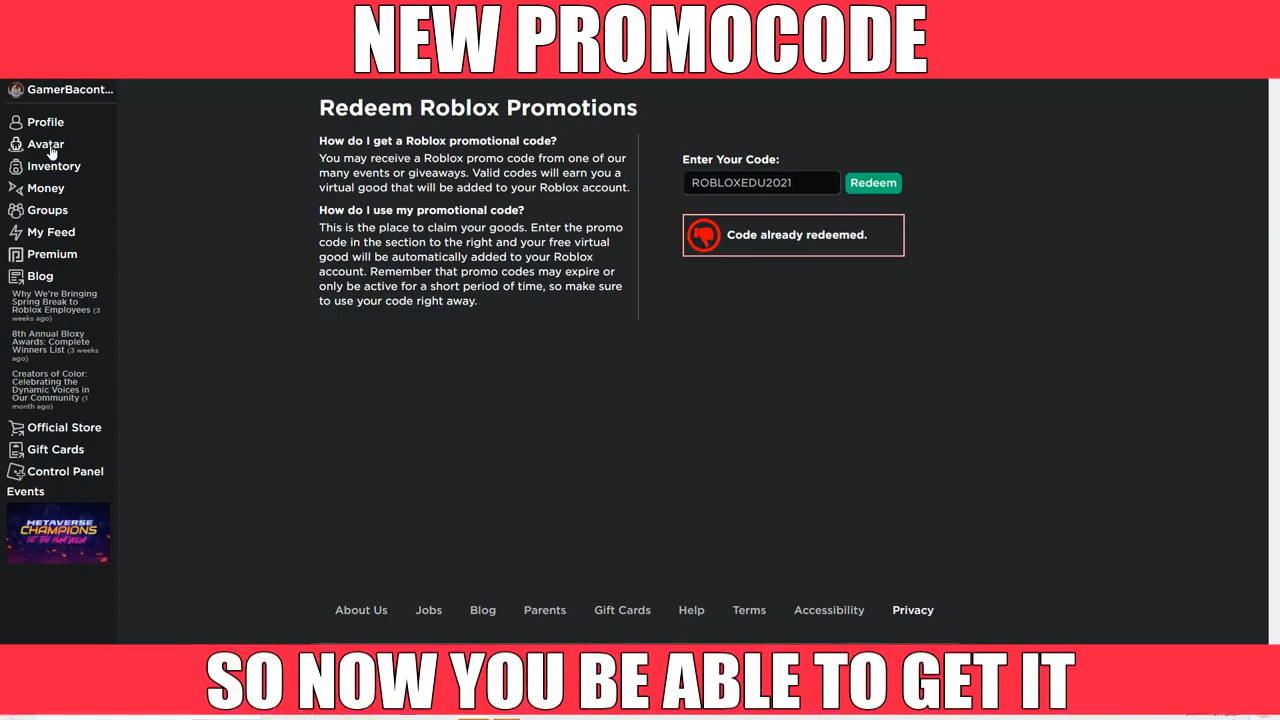 NEW PROMOCODE
GamerBacont...
Profile
Avatar
Inventory
Money
Groups
My Feed
Premium
Blog
Why We're Bringing
Spring Break to
Roblox Employees (3
weeks ago)
8th Annual Bloxy
Awards: Complete
Winners List (3 weeks
ago)
Creators of Color:
Celebrating the
Dynamic Voices in
Our Community (1
month ago)
Official Store
Gift Cards
Control Panel
Events
METAVERSE
CHAMPIONS
Redeem Roblox Promotions
How do I get a Roblox promotional code?
You may receive a Roblox promo code from one of our
many events or giveaways. Valid codes will earn you a
virtual good that will be added to your Roblox account.
How do I use my promotional code?
This is the place to claim your goods. Enter the promo
code in the section to the right and your free virtual
good will be automatically added to your Roblox
account. Remember that promo codes may expire or
only be active for a short period of time, so make sure
to use your code right away.
Enter Your Code:
ROBLOXEDU2021
Redeem
Code already redeemed.
About Us
Jobs
Blog
Parents
Gift Cards
Help
Terms
Accessibility
Privacy
SO NOW YOU BE ABLE TO GET IT